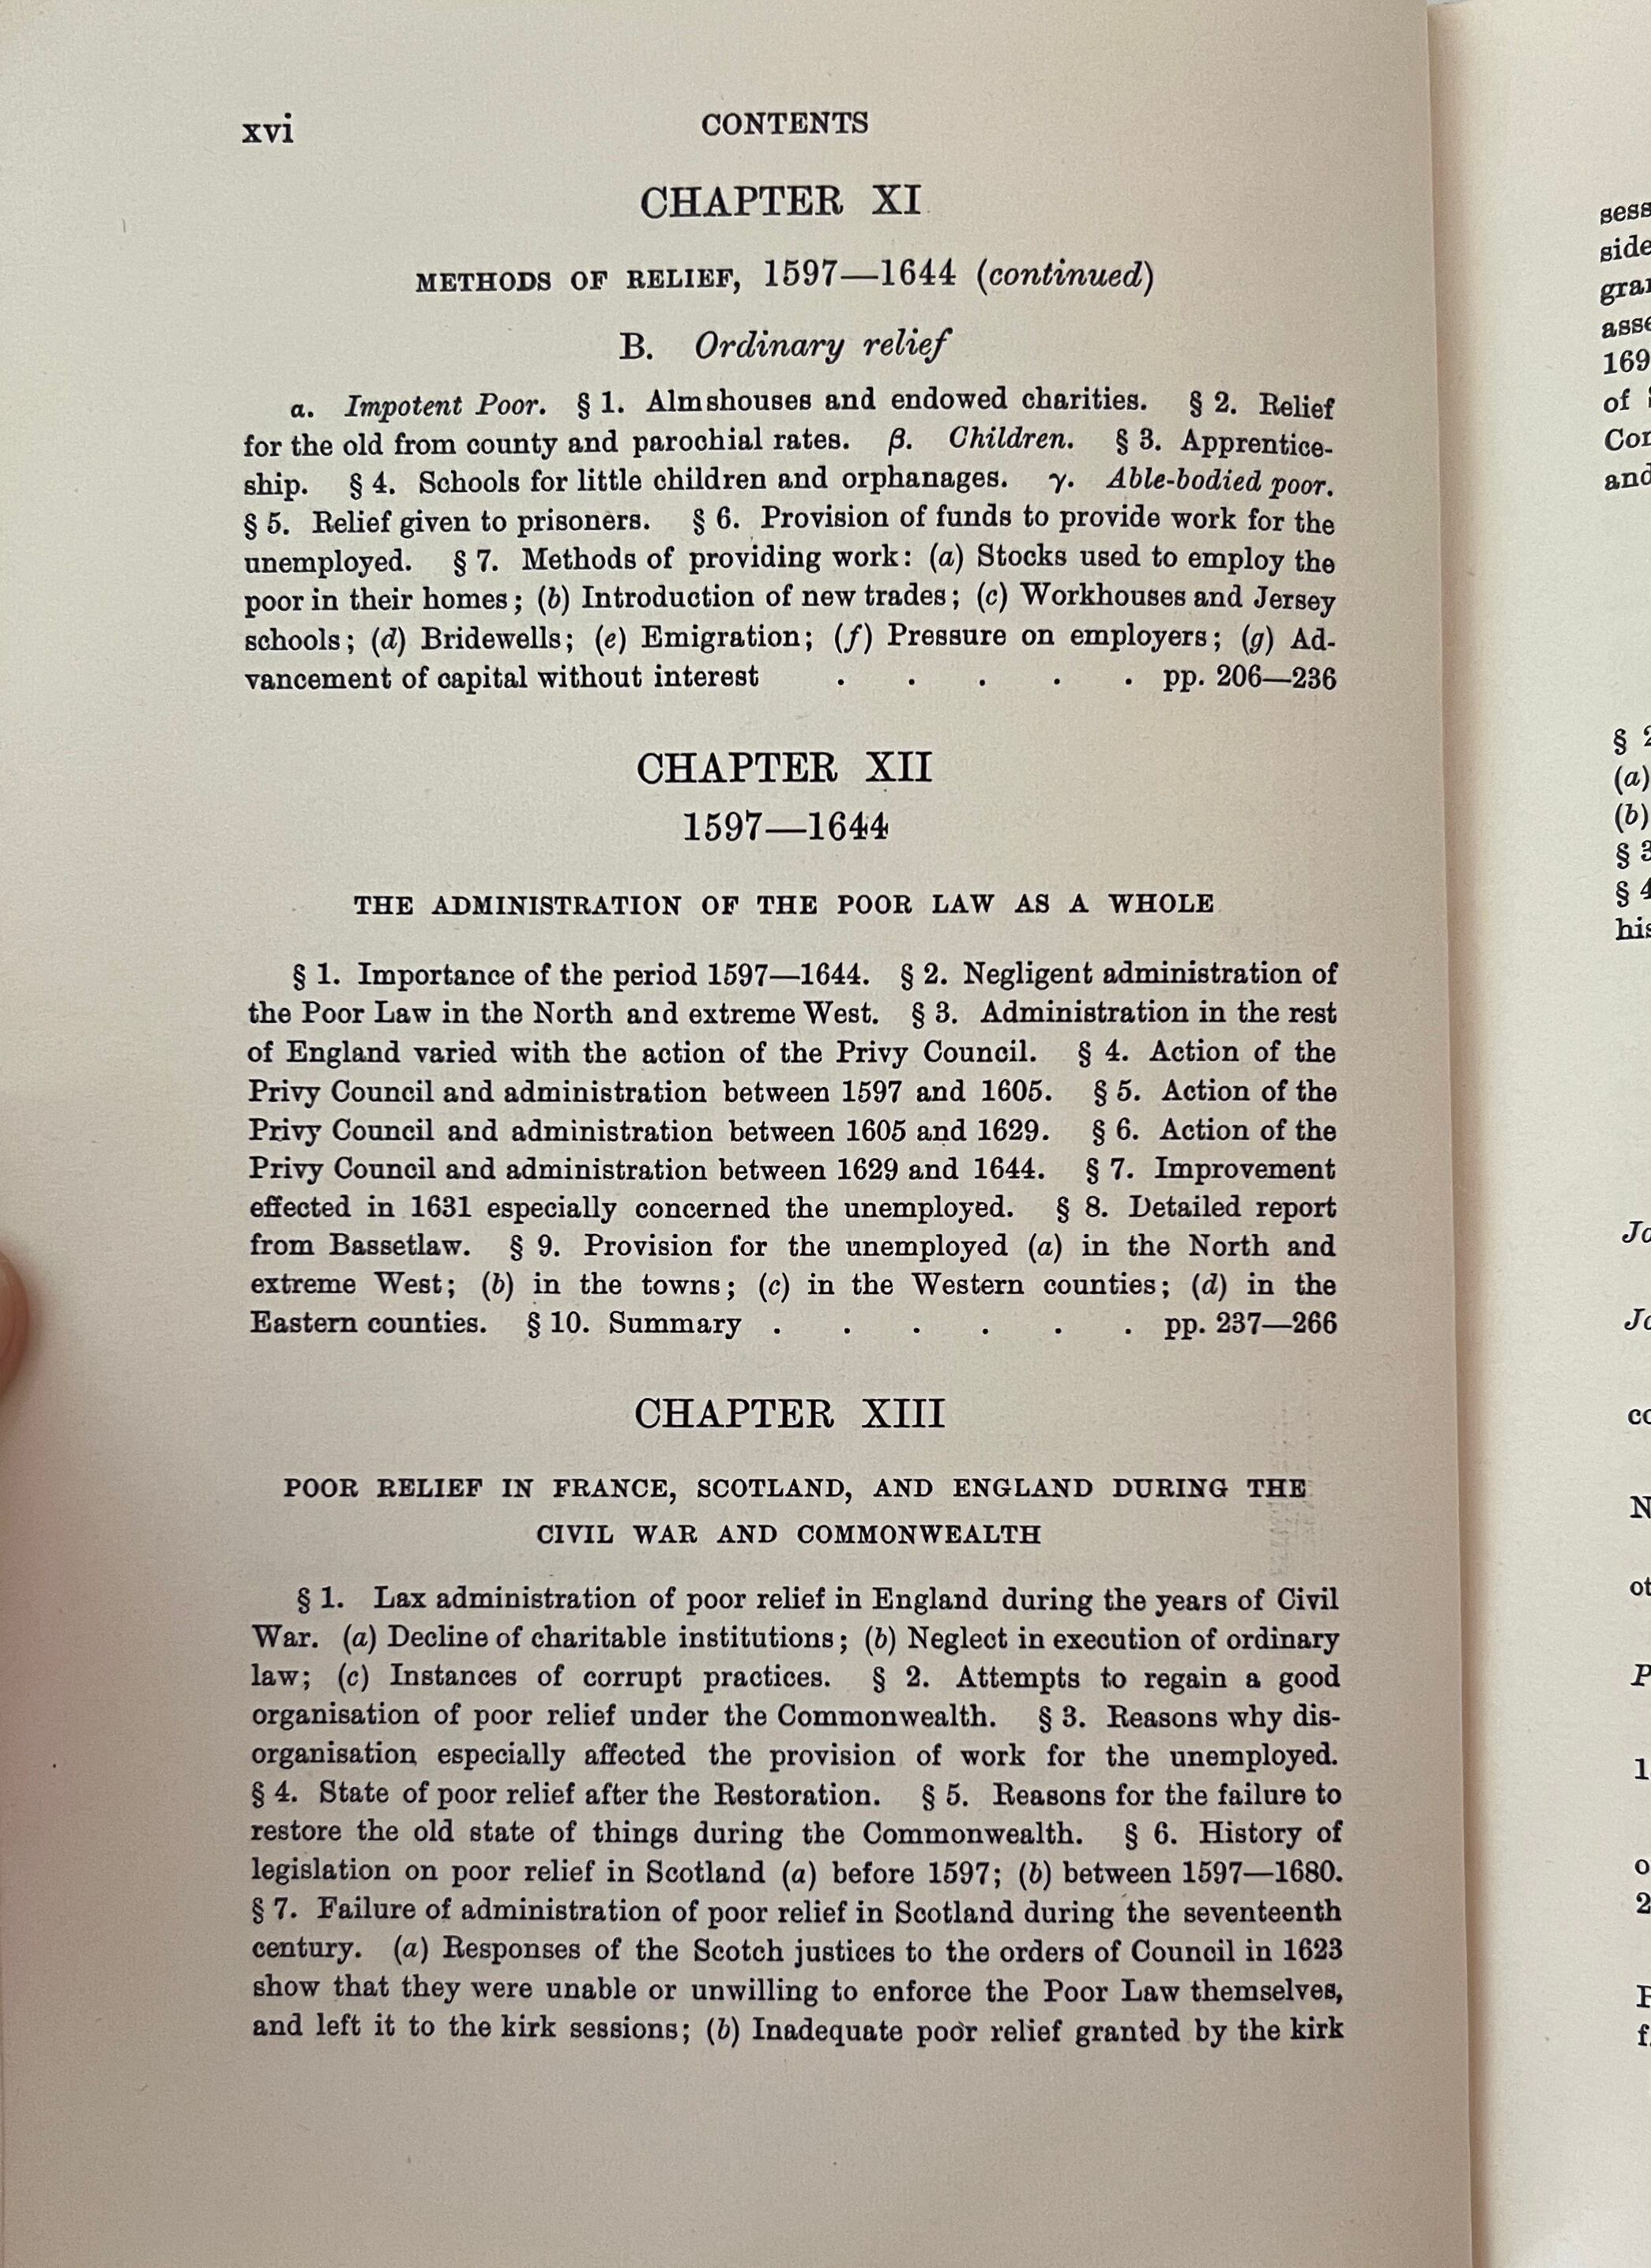 xvi
CONTENTS
CHAPTER XI
METHODS OF RELIEF, 1597—1644 (continued)
B. Ordinary relief
α. Impotent Poor. § 1. Almshouses and endowed charities. § 2. Relief
for the old from county and parochial rates. β. Children. § 3. Apprentice-
ship. § 4. Schools for little children and orphanages. γ. Able-bodied poor.
§ 5. Relief given to prisoners. § 6. Provision of funds to provide work for the
unemployed. § 7. Methods of providing work: (a) Stocks used to employ the
poor in their homes; (b) Introduction of new trades; (c) Workhouses and Jersey
schools; (d) Bridewells; (e) Emigration; (f) Pressure on employers; (g) Ad-
vancement of capital without interest . . . . . pp. 206—236
CHAPTER XII
1597—1644
THE ADMINISTRATION OF THE POOR LAW AS A WHOLE
§ 1. Importance of the period 1597—1644. § 2. Negligent administration of
the Poor Law in the North and extreme West. § 3. Administration in the rest
of England varied with the action of the Privy Council. § 4. Action of the
Privy Council and administration between 1597 and 1605. § 5. Action of the
Privy Council and administration between 1605 and 1629. § 6. Action of the
Privy Council and administration between 1629 and 1644. § 7. Improvement
effected in 1631 especially concerned the unemployed. § 8. Detailed report
from Bassetlaw. § 9. Provision for the unemployed (a) in the North and
extreme West; (b) in the towns; (c) in the Western counties; (d) in the
Eastern counties. § 10. Summary . . . . . . pp. 237—266
CHAPTER XIII
POOR RELIEF IN FRANCE, SCOTLAND, AND ENGLAND DURING THE
CIVIL WAR AND COMMONWEALTH
§ 1. Lax administration of poor relief in England during the years of Civil
War. (a) Decline of charitable institutions; (b) Neglect in execution of ordinary
law; (c) Instances of corrupt practices. § 2. Attempts to regain a good
organisation of poor relief under the Commonwealth. § 3. Reasons why dis-
organisation especially affected the provision of work for the unemployed.
§ 4. State of poor relief after the Restoration. § 5. Reasons for the failure to
restore the old state of things during the Commonwealth. § 6. History of
legislation on poor relief in Scotland (a) before 1597; (b) between 1597—1680.
§ 7. Failure of administration of poor relief in Scotland during the seventeenth
century. (a) Responses of the Scotch justices to the orders of Council in 1623
show that they were unable or unwilling to enforce the Poor Law themselves,
and left it to the kirk sessions; (b) Inadequate poor relief granted by the kirk
side
169
of
and
(a)
(b)